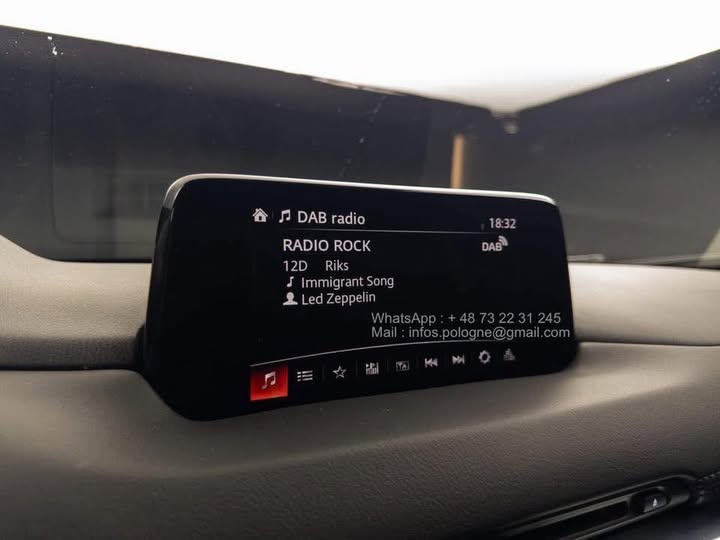 DAB radio
18:32
RADIO ROCK
DAB
12D Riks
Immigrant Song
Led Zeppelin
WhatsApp : + 48 73 22 31 245
Mail : infos.pologne@gmail.com